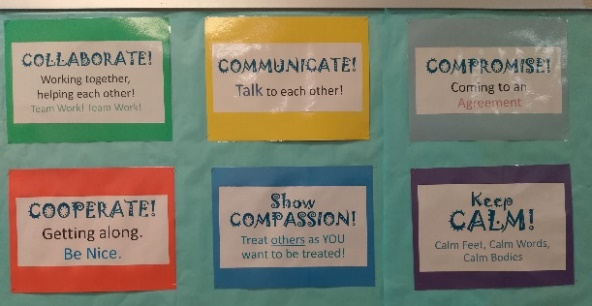 COLLABORATE!
Working together,
helping each other!
Team Work! Team Work!
COMMUNICATE!
Talk to each other!
COMPROMISE!
Coming to an
Agreement
COOPERATE!
Getting along.
Be Nice.
Show
COMPASSION!
Treat others as YOU
want to be treated!
Keep
CALM!
Calm Feet, Calm Words,
Calm Bodies